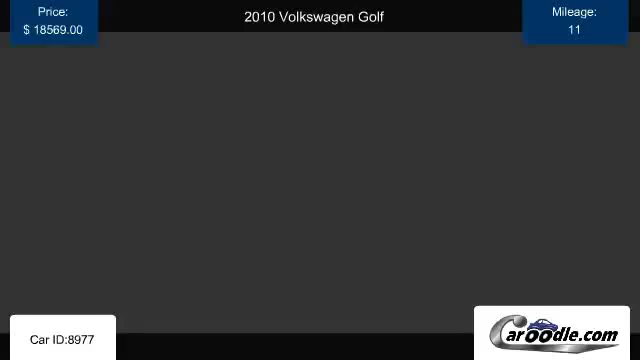 Price:
$ 18569.00
2010 Volkswagen Golf
Mileage:
11
Car ID:8977
Caroodle.com